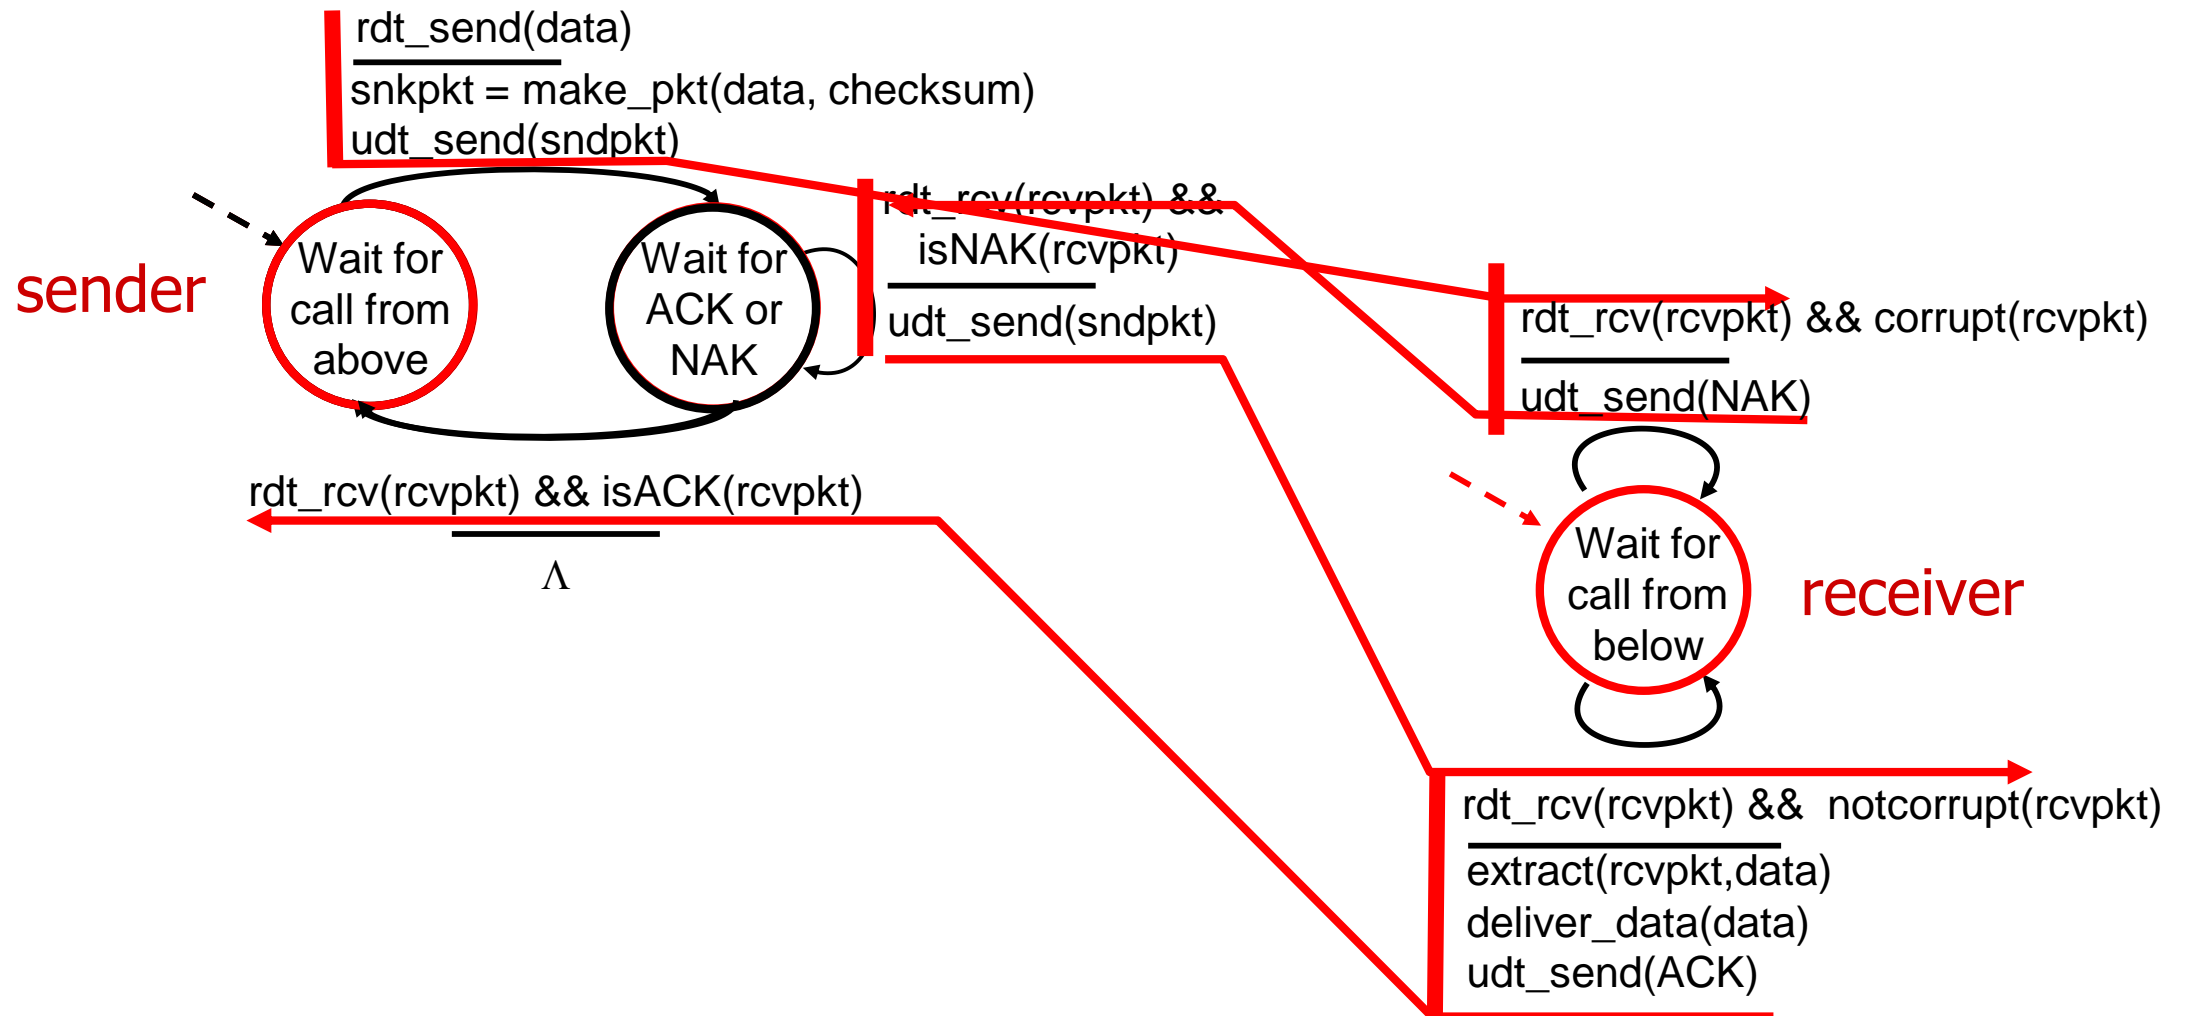 rdt_send(data)
snkpkt = make_pkt(data, checksum)
udt_send(sndpkt)
sender
Wait for
call from
above
Wait for
ACK or
NAK
rdt_rcv(rcvpkt) &&
isNAK(rcvpkt)
udt_send(sndpkt)
rdt_rcv(rcvpkt) && isACK(rcvpkt)
Λ
rdt_rcv(rcvpkt) && corrupt(rcvpkt)
udt_send(NAK)
Wait for
call from
below
receiver
rdt_rcv(rcvpkt) && notcorrupt(rcvpkt)
extract(rcvpkt,data)
deliver_data(data)
udt_send(ACK)